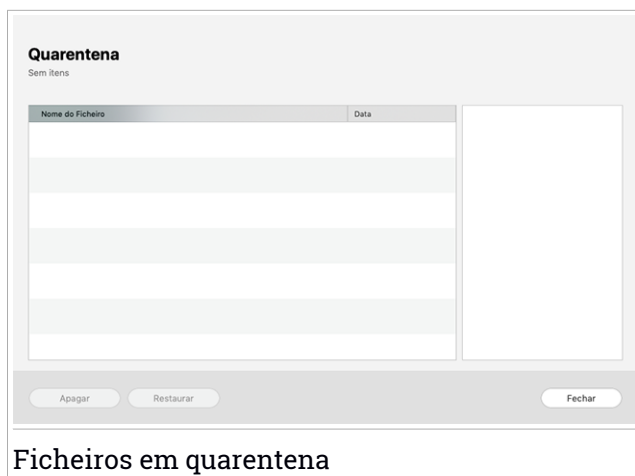 Quarentena
Sem itens
Nome do Ficheiro Data
Apagar Restaurar Fechar
Ficheiros em quarentena